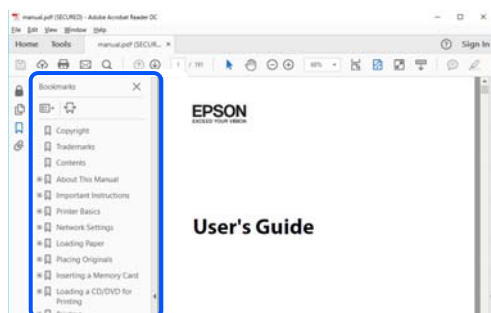 manual.pdf (SECURED) - Adobe Acrobat Reader DC
File Edit View Window Help
Home Tools manual.pdf (SECUR... × Sign In
1 / 191
Bookmarks
Copyright
Trademarks
Contents
About This Manual
Important Instructions
Printer Basics
Network Settings
Loading Paper
Placing Originals
Inserting a Memory Card
Loading a CD/DVD for
Printing
EPSON
EXCEED YOUR VISION
User's Guide